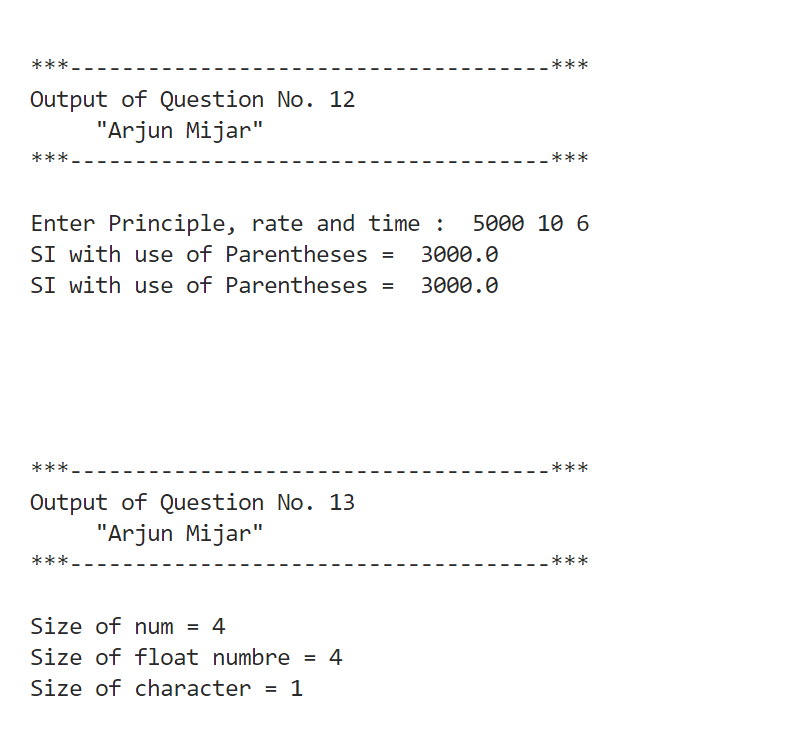 ***-------------------------------------***
Output of Question No. 12
"Arjun Mijar"
***-------------------------------------***
Enter Principle, rate and time :  5000 10 6
SI with use of Parentheses =  3000.0
SI with use of Parentheses =  3000.0
***-------------------------------------***
Output of Question No. 13
"Arjun Mijar"
***-------------------------------------***
Size of num = 4
Size of float numbre = 4
Size of character = 1